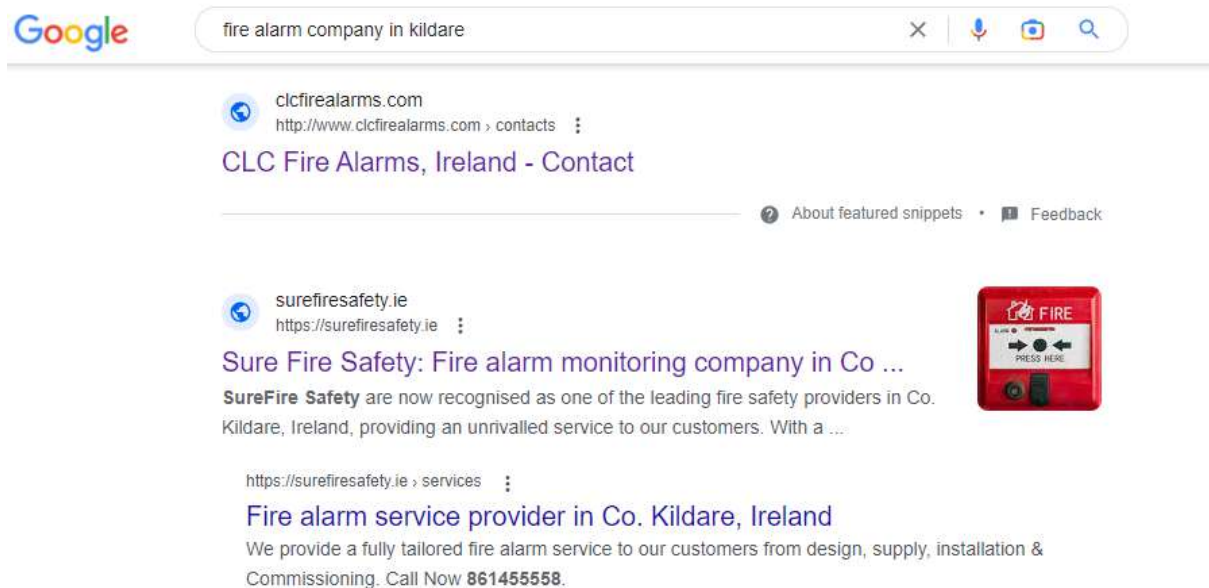 Google
fire alarm company in kildare
clcfirealarms.com
http://www.clcfirealarms.com › contacts
CLC Fire Alarms, Ireland - Contact
About featured snippets • Feedback
surefiresafety.ie
https://surefiresafety.ie
FIRE
PRESS HERE
Sure Fire Safety: Fire alarm monitoring company in Co ...
SureFire Safety are now recognised as one of the leading fire safety providers in Co.
Kildare, Ireland, providing an unrivalled service to our customers. With a ...
https://surefiresafety.ie › services
Fire alarm service provider in Co. Kildare, Ireland
We provide a fully tailored fire alarm service to our customers from design, supply, installation &
Commissioning. Call Now 861455558.